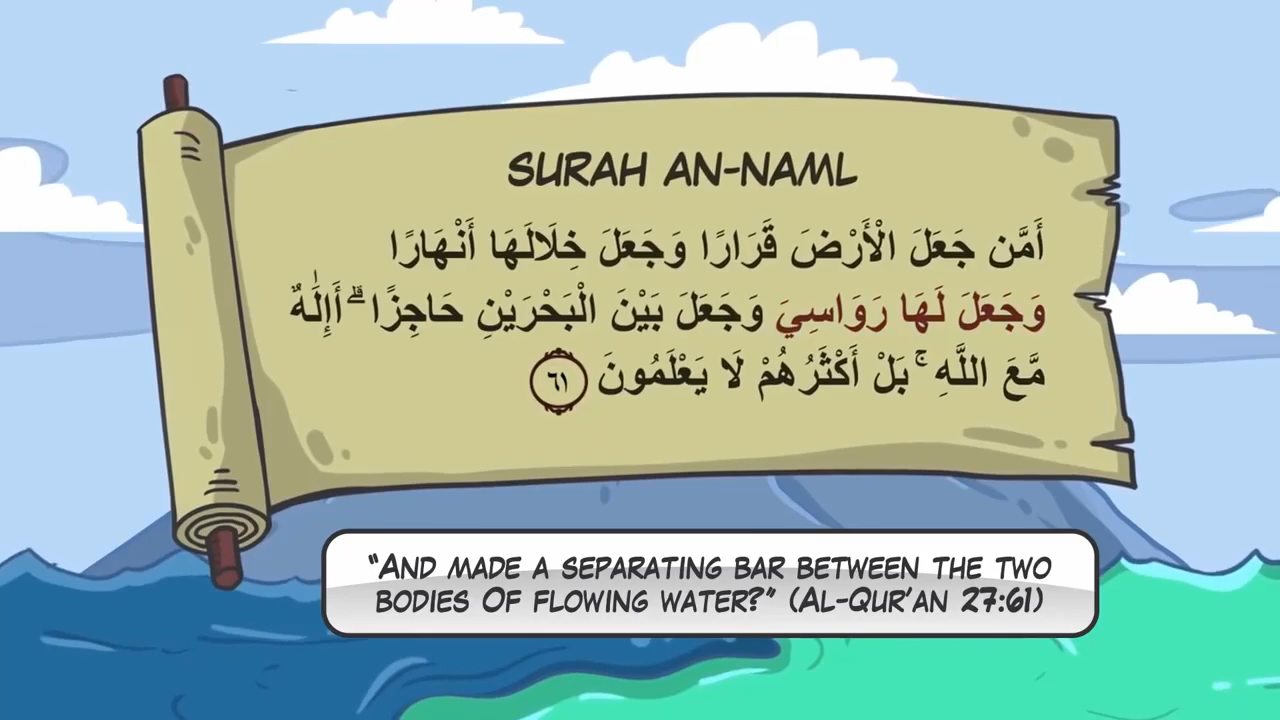 SURAH AN-NAML
أَمَّن جَعَلَ الْأَرْضَ قَرَارًا وَجَعَلَ خِلَالَهَا أَنْهَارًا
وَجَعَلَ لَهَا رَوَاسِيَ وَجَعَلَ بَيْنَ الْبَحْرَيْنِ حَاجِزًا ۗ أَإِلَٰهٌ
مَّعَ اللَّهِ ۚ بَلْ أَكْثَرُهُمْ لَا يَعْلَمُونَ ٦١
"AND MADE A SEPARATING BAR BETWEEN THE TWO
BODIES OF FLOWING WATER?" (AL-QUR'AN 27:61)